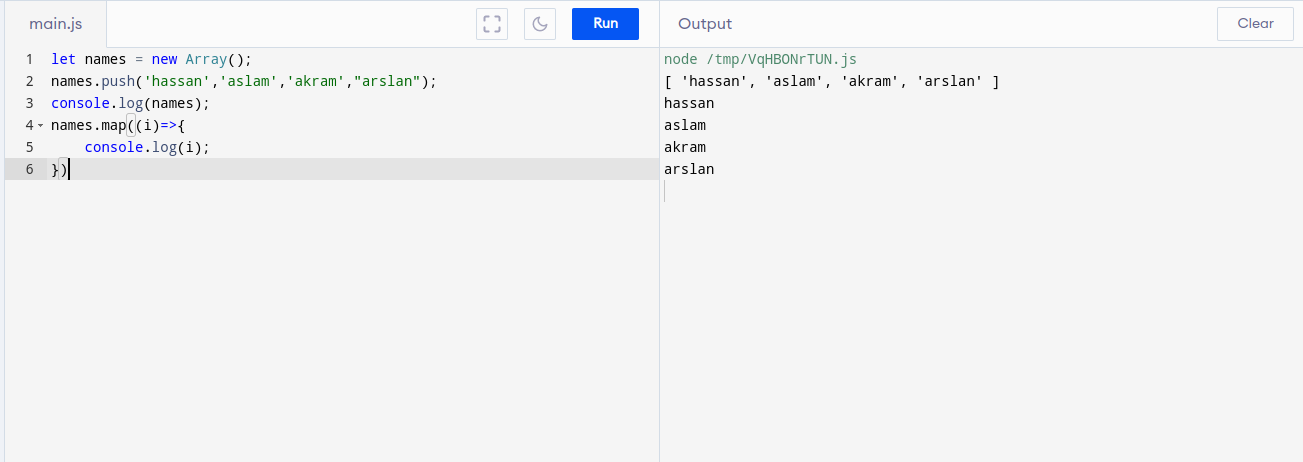 main.js
Run
Output
Clear
1 let names = new Array();
2 names.push('hassan','aslam','akram',"arslan");
3 console.log(names);
4 names.map((i)=>{
5     console.log(i);
6 })
node /tmp/VqHBONrTUN.js
[ 'hassan', 'aslam', 'akram', 'arslan' ]
hassan
aslam
akram
arslan